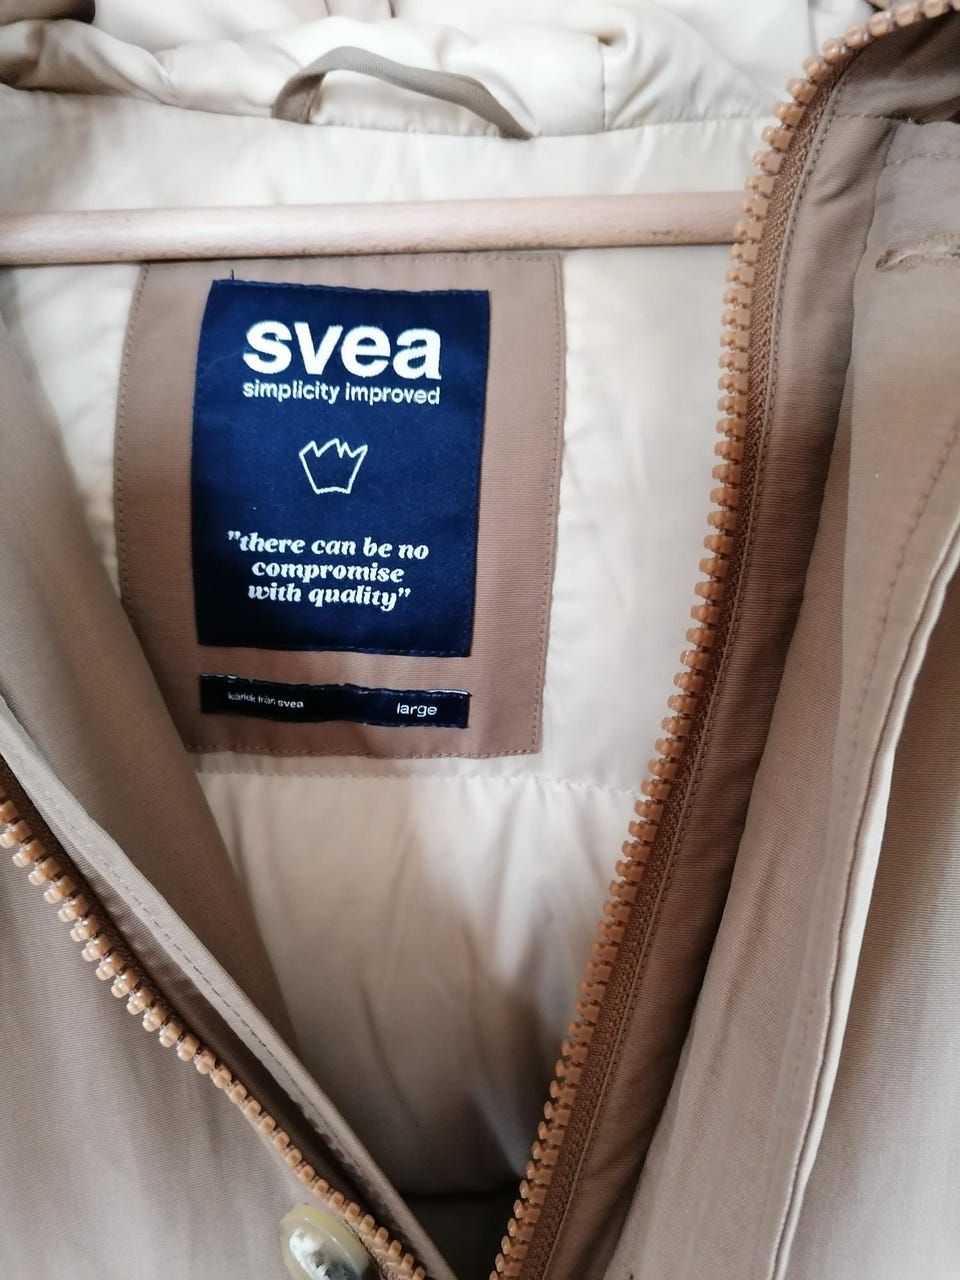 svea
simplicity improved
"there can be no
compromise
with quality"
kärlek från svea
large